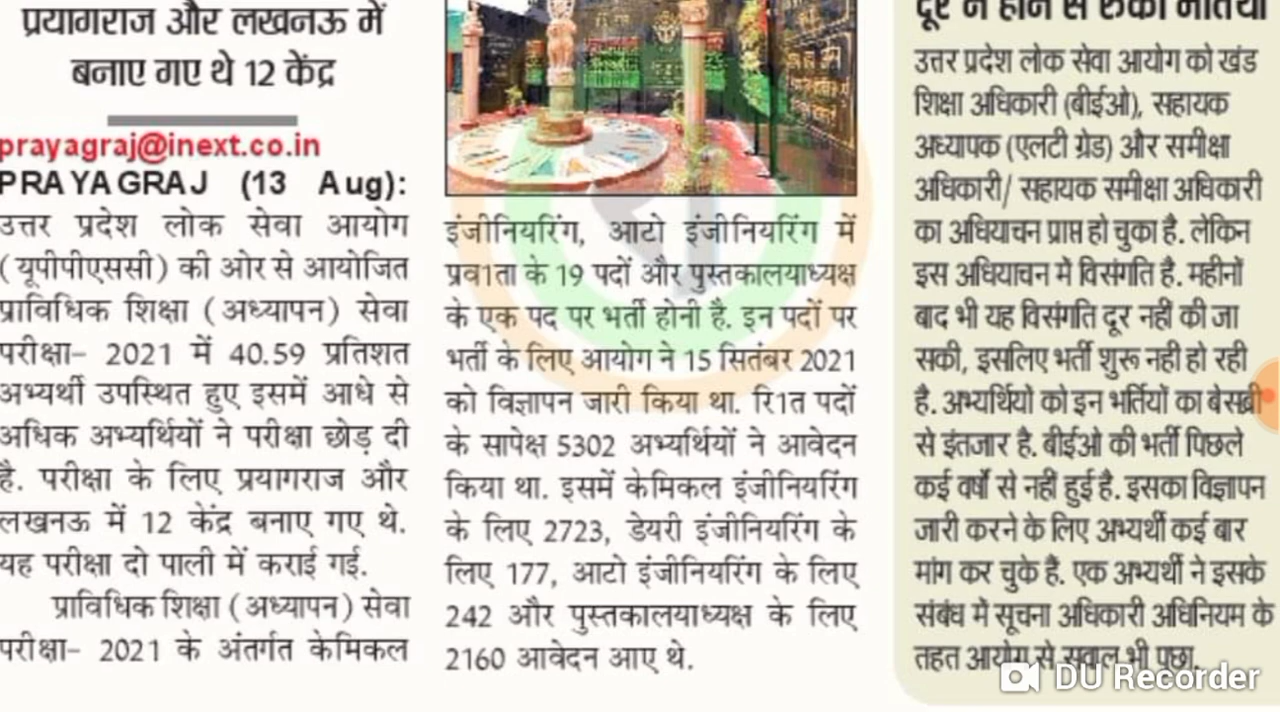 प्रयागराज और लखनऊ में
बनाए गए थे 12 केंद्र
prayagraj@inext.co.in
PRAYAGRAJ (13 Aug):
उत्तर प्रदेश लोक सेवा आयोग
(यूपीपीएससी) की ओर से आयोजित
प्राविधिक शिक्षा (अध्यापन) सेवा
परीक्षा- 2021 में 40.59 प्रतिशत
अभ्यर्थी उपस्थित हुए इसमें आधे से
अधिक अभ्यर्थियों ने परीक्षा छोड़ दी
है. परीक्षा के लिए प्रयागराज और
लखनऊ में 12 केंद्र बनाए गए थे.
यह परीक्षा दो पाली में कराई गई.
प्राविधिक शिक्षा (अध्यापन) सेवा
परीक्षा- 2021 के अंतर्गत केमिकल
इंजीनियरिंग, आटो इंजीनियरिंग में
प्रव1ता के 19 पदों और पुस्तकालयाध्यक्ष
के एक पद पर भर्ती होनी है. इन पदों पर
भर्ती के लिए आयोग ने 15 सितंबर 2021
को विज्ञापन जारी किया था. रि1त पदों
के सापेक्ष 5302 अभ्यर्थियों ने आवेदन
किया था. इसमें केमिकल इंजीनियरिंग
के लिए 2723, डेयरी इंजीनियरिंग के
लिए 177, आटो इंजीनियरिंग के लिए
242 और पुस्तकालयाध्यक्ष के लिए
2160 आवेदन आए थे.
दूर न होने से रुकी भर्तियां
उत्तर प्रदेश लोक सेवा आयोग को खंड
शिक्षा अधिकारी (बीईओ), सहायक
अध्यापक (एलटी ग्रेड) और समीक्षा
अधिकारी/ सहायक समीक्षा अधिकारी
का अधियाचन प्राप्त हो चुका है. लेकिन
इस अधियाचन में विसंगति है. महीनों
बाद भी यह विसंगति दूर नहीं की जा
सकी, इसलिए भर्ती शुरू नही हो रही
है. अभ्यर्थियो को इन भर्तियों का बेसब्री
से इंतजार है. बीईओ की भर्ती पिछले
कई वर्षों से नहीं हुई है. इसका विज्ञापन
जारी करने के लिए अभ्यर्थी कई बार
मांग कर चुके हैं. एक अभ्यर्थी ने इसके
संबंध में सूचना अधिकारी अधिनियम के
तहत आयोग से सवाल भी पूछा.
DU Recorder